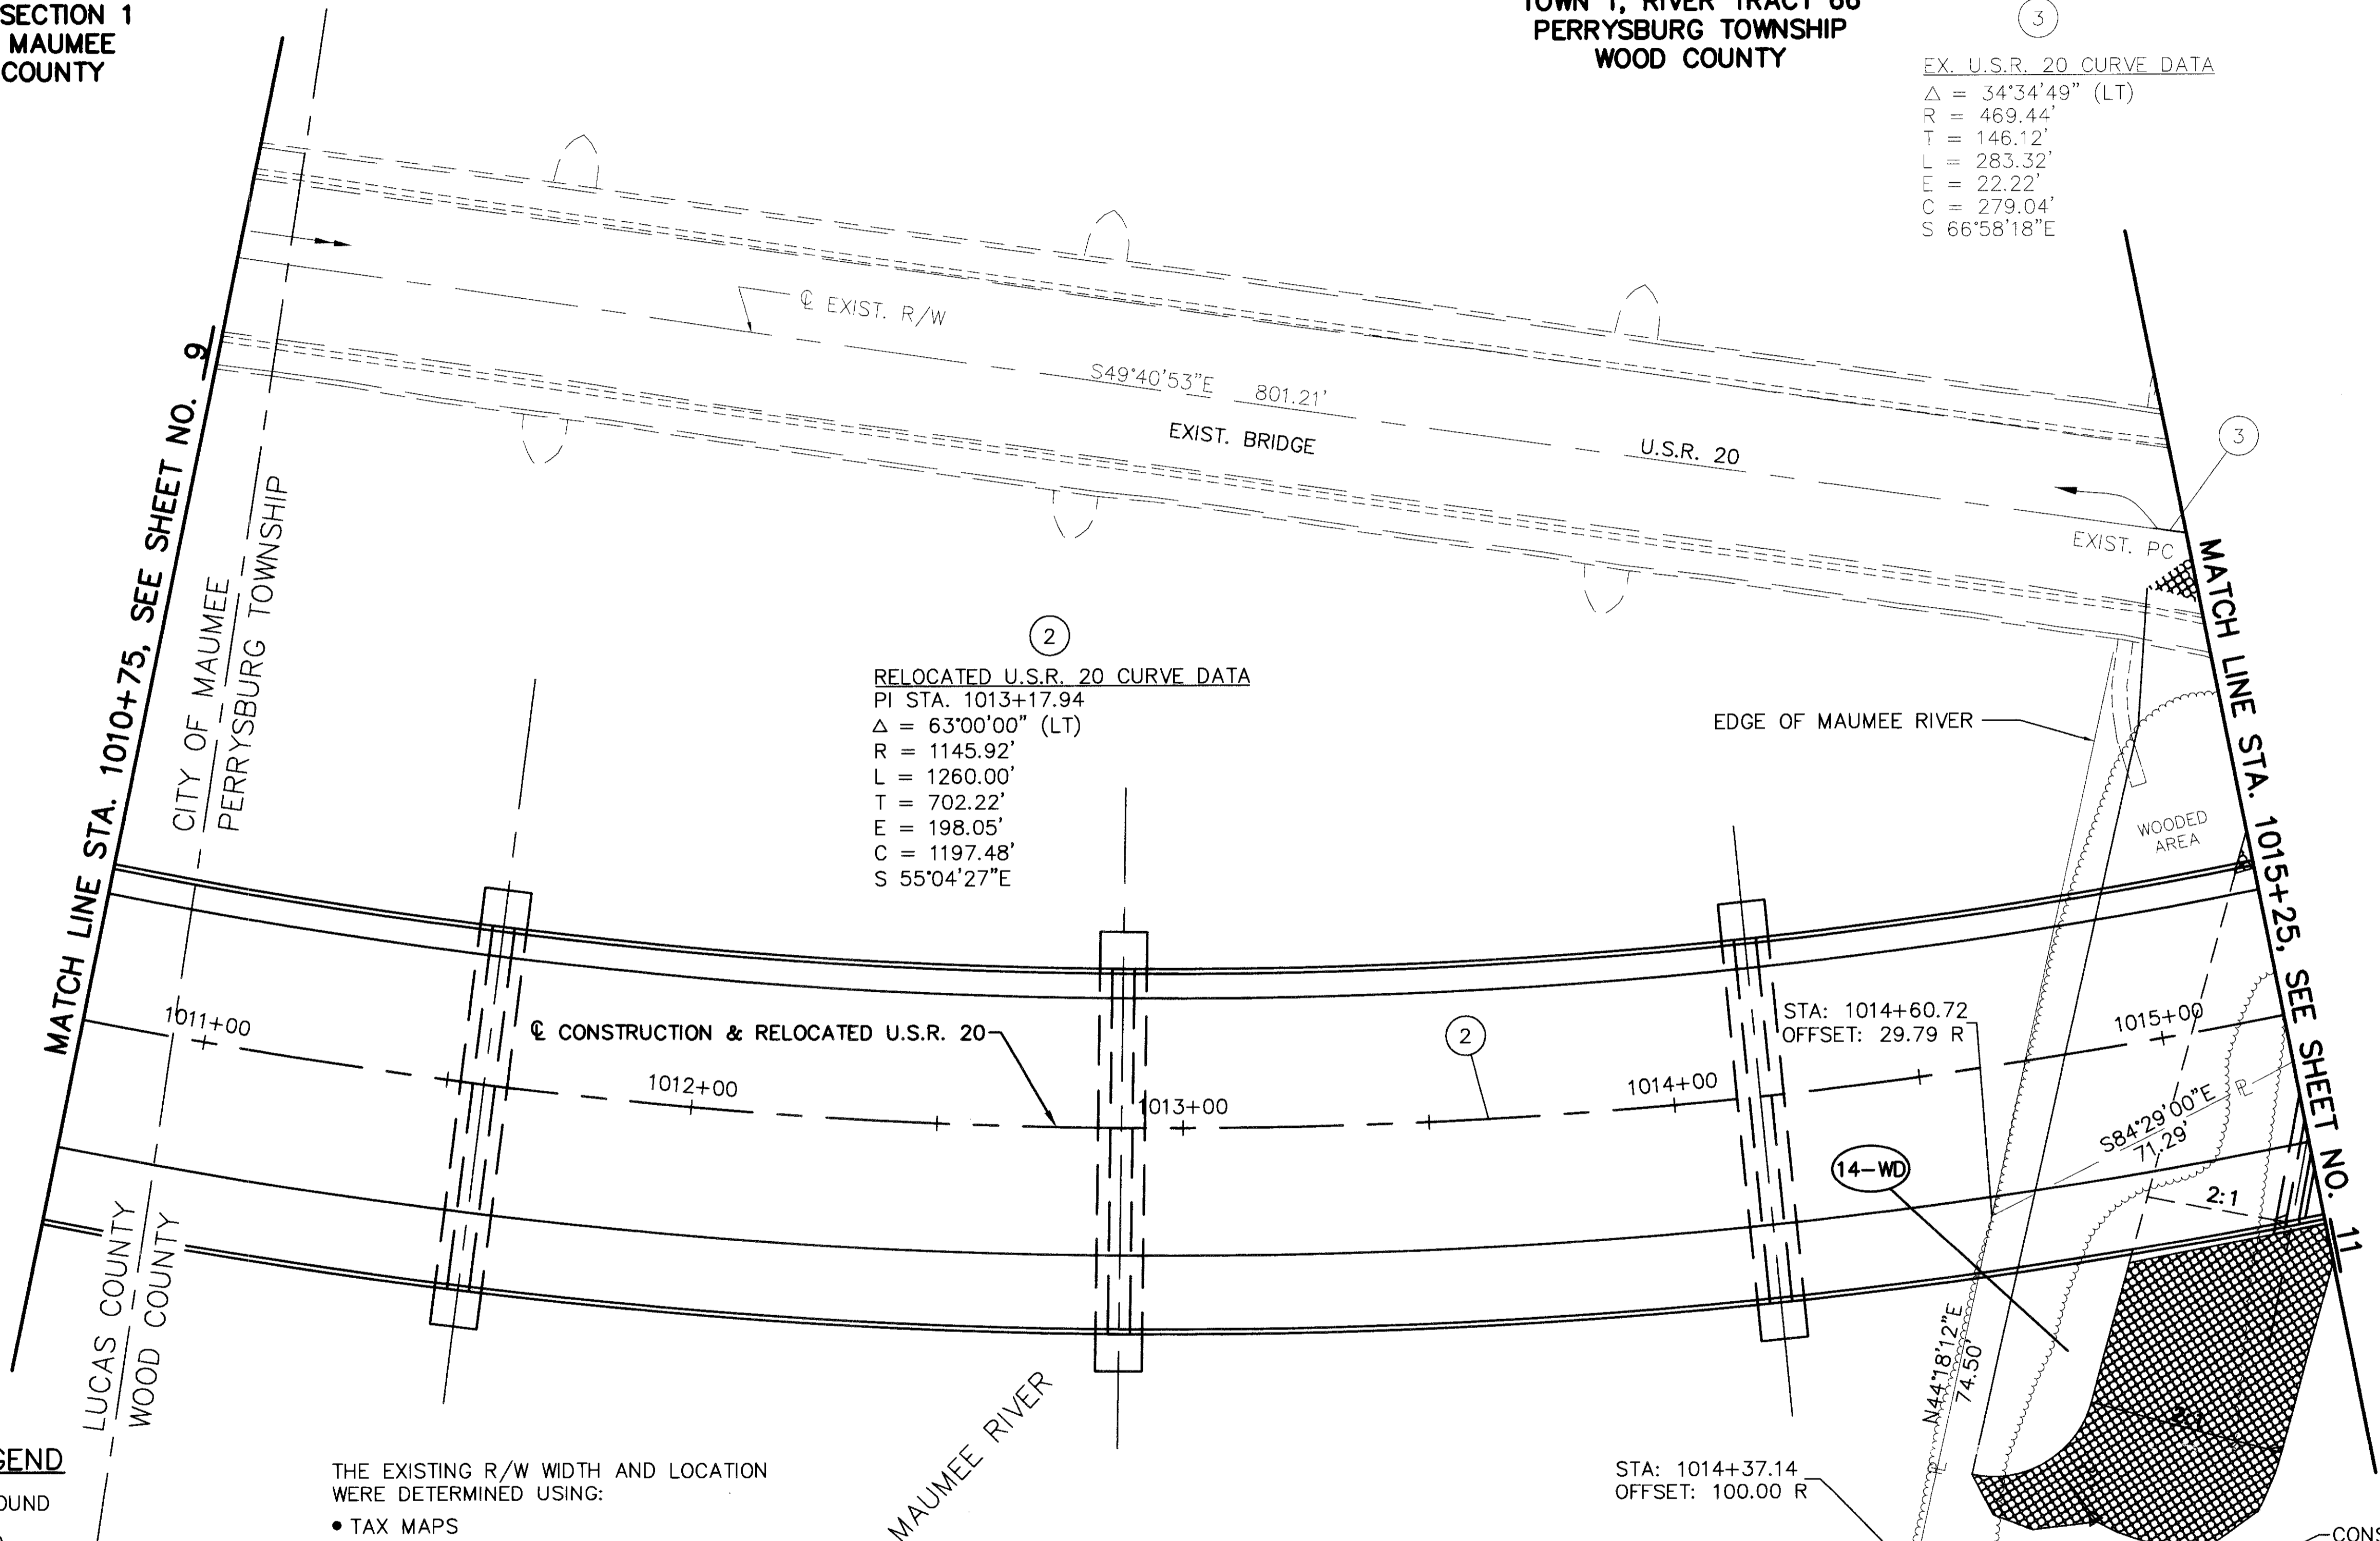 SECTION 1
MAUMEE
COUNTY
TOWN 1, RIVER TRACT 66
PERRYSBURG TOWNSHIP
WOOD COUNTY
3
EX. U.S.R. 20 CURVE DATA
△ = 34°34'49" (LT)
R = 469.44'
T = 146.12'
L = 283.32'
E = 22.22'
C = 279.04'
S 66°58'18"E
℄ EXIST. R/W
S49°40'53"E 801.21'
EXIST. BRIDGE
U.S.R. 20
3
EXIST. PC
MATCH LINE STA. 1010+75, SEE SHEET NO. 9
CITY OF MAUMEE
PERRYSBURG TOWNSHIP
2
RELOCATED U.S.R. 20 CURVE DATA
PI STA. 1013+17.94
△ = 63°00'00" (LT)
R = 1145.92'
L = 1260.00'
T = 702.22'
E = 198.05'
C = 1197.48'
S 55°04'27"E
EDGE OF MAUMEE RIVER
WOODED
AREA
MATCH LINE STA. 1015+25, SEE SHEET NO. 11
1011+00
℄ CONSTRUCTION & RELOCATED U.S.R. 20
1012+00
1013+00
2
1014+00
STA: 1014+60.72
OFFSET: 29.79 R
1015+00
S84°29'00"E
71.29'
℄
14-WD
2:1
LUCAS COUNTY
WOOD COUNTY
N44°18'12"E
74.50'
2:1
GEND
OUND
THE EXISTING R/W WIDTH AND LOCATION
WERE DETERMINED USING:
• TAX MAPS
MAUMEE RIVER
STA: 1014+37.14
OFFSET: 100.00 R
CONS